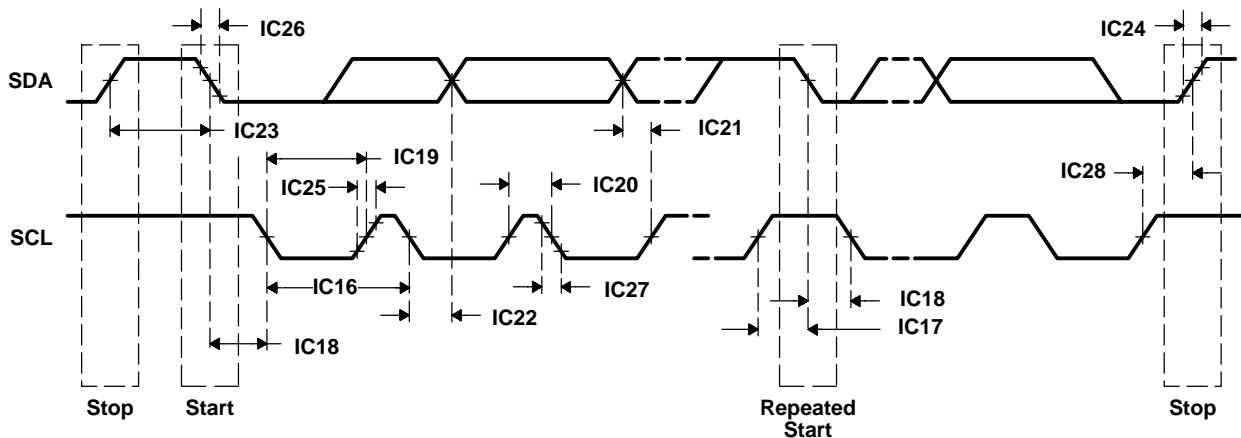 IC26
IC24
SDA
IC23
IC21
IC19
IC25
IC20
IC28
SCL
IC16
IC27
IC18
IC22
IC17
IC18
Stop
Start
Repeated
Start
Stop